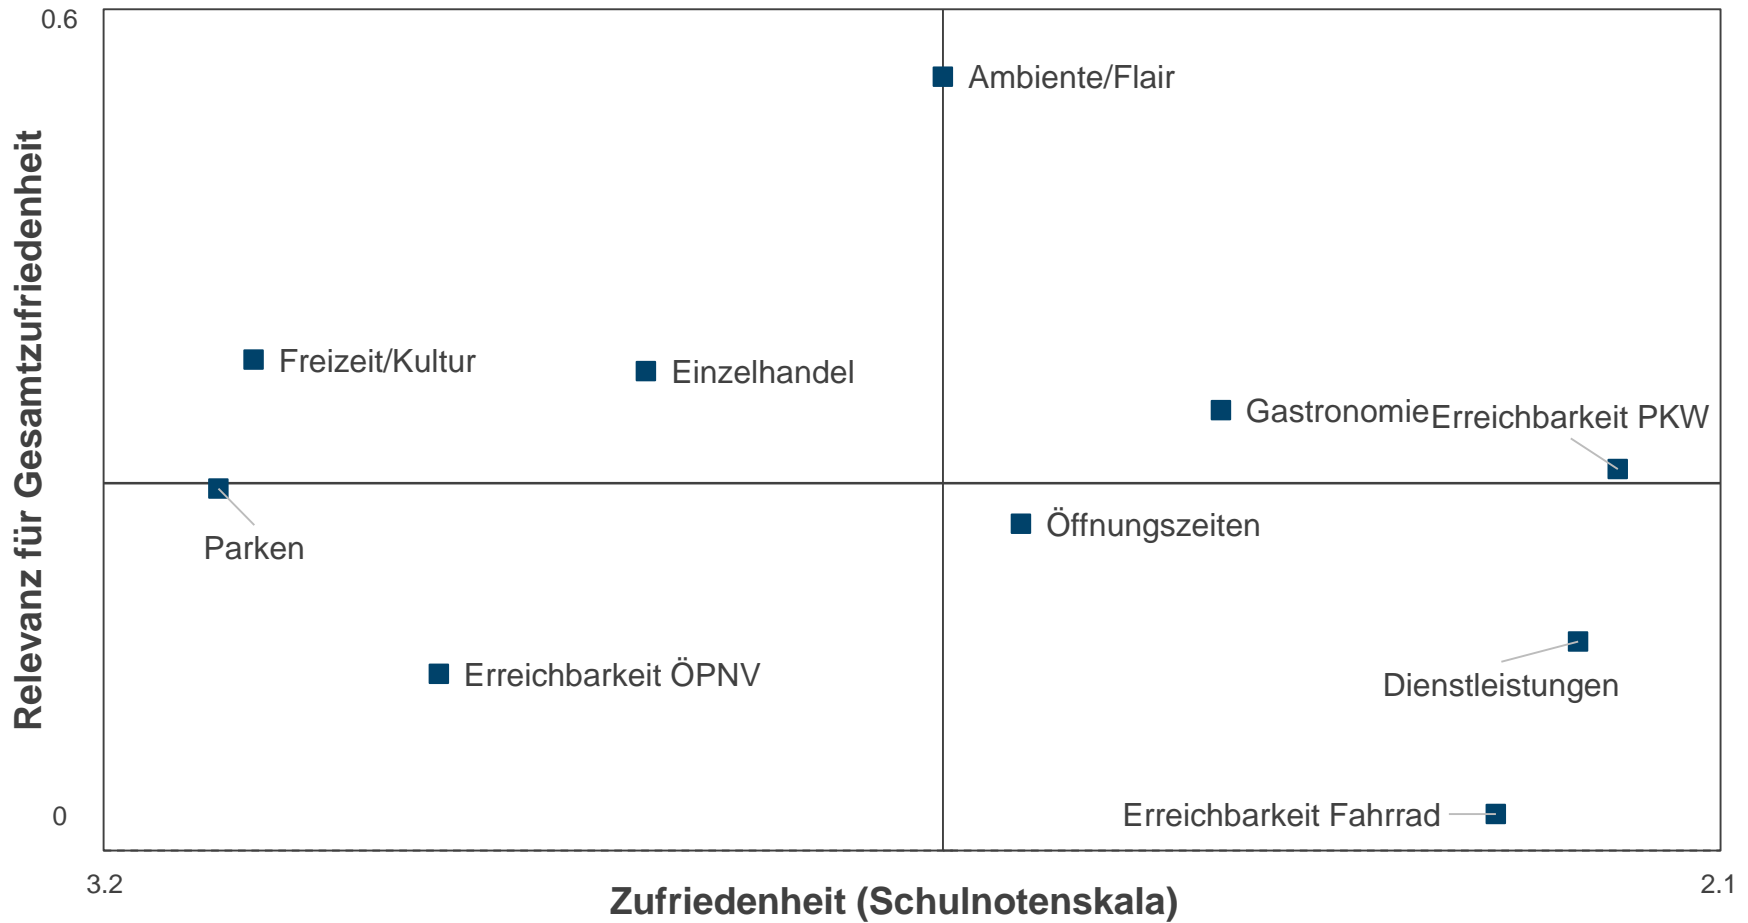 0.6
Ambiente/Flair
Relevanz für Gesamtzufriedenheit
Freizeit/Kultur
Einzelhandel
Gastronomie
Erreichbarkeit PKW
Parken
Öffnungszeiten
Erreichbarkeit ÖPNV
Dienstleistungen
Erreichbarkeit Fahrrad
0
3.2
Zufriedenheit (Schulnotenskala)
2.1